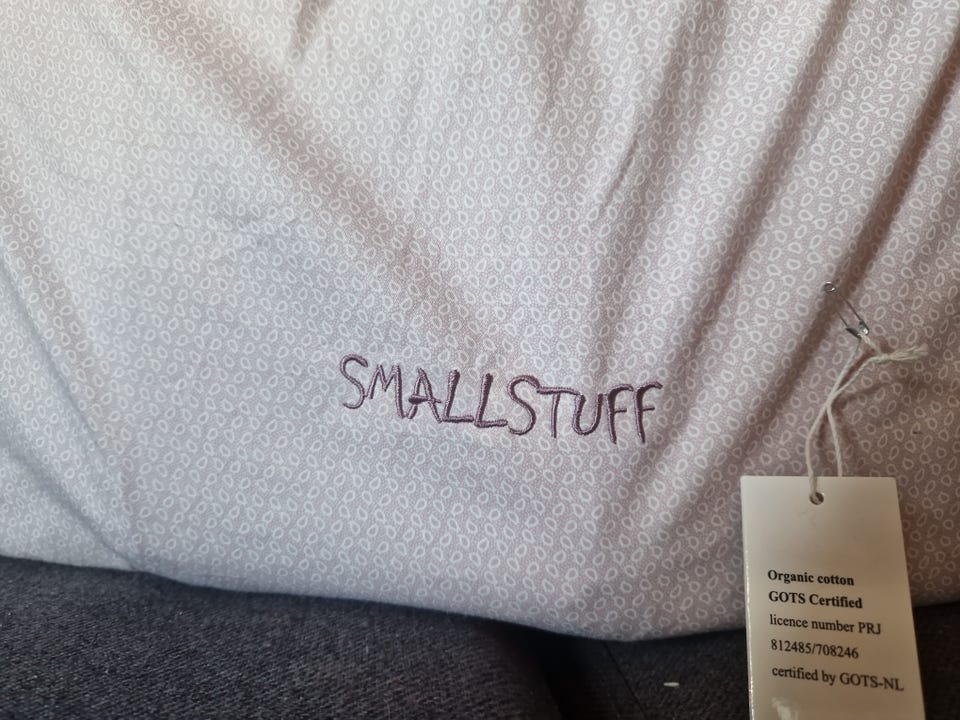 SMALLSTUFF
Organic cotton
GOTS Certified
licence number PRJ
812485/708246
certified by GOTS-NL